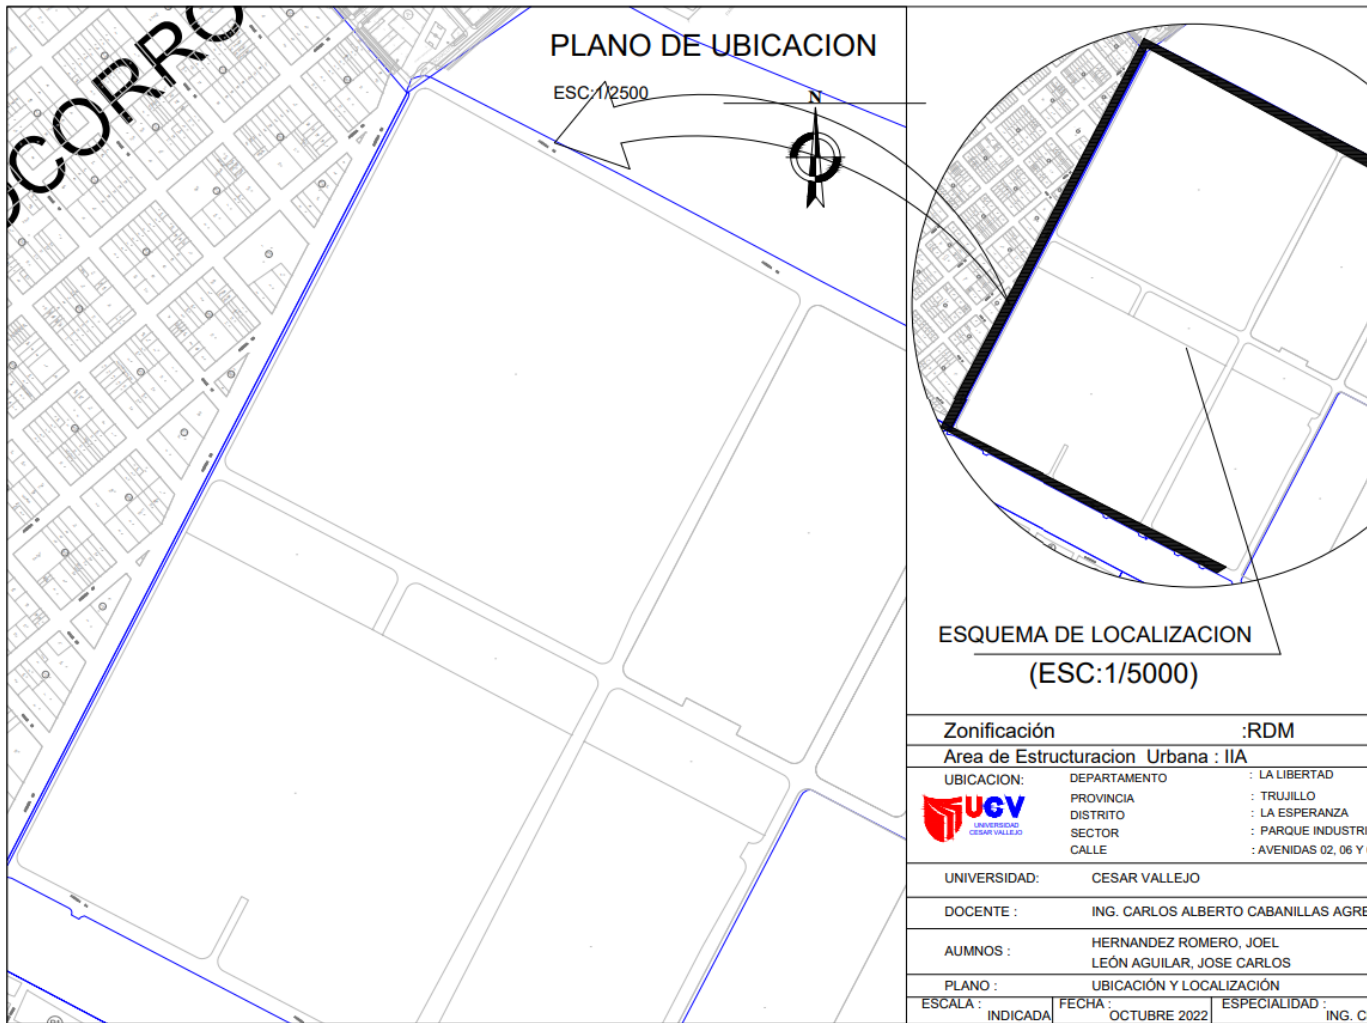 OCORRO
PLANO DE UBICACION
ESC:1/2500
N
ESQUEMA DE LOCALIZACION
(ESC:1/5000)
Zonificación :RDM
Area de Estructuracion Urbana : IIA
UBICACION:
DEPARTAMENTO : LA LIBERTAD
PROVINCIA : TRUJILLO
DISTRITO : LA ESPERANZA
SECTOR : PARQUE INDUSTRI
CALLE : AVENIDAS 02, 06 Y
UCV
UNIVERSIDAD
CESAR VALLEJO
UNIVERSIDAD: CESAR VALLEJO
DOCENTE : ING. CARLOS ALBERTO CABANILLAS AGRE
AUMNOS : HERNANDEZ ROMERO, JOEL
LEÓN AGUILAR, JOSE CARLOS
PLANO : UBICACIÓN Y LOCALIZACIÓN
ESCALA : INDICADA
FECHA : OCTUBRE 2022
ESPECIALIDAD : ING. C